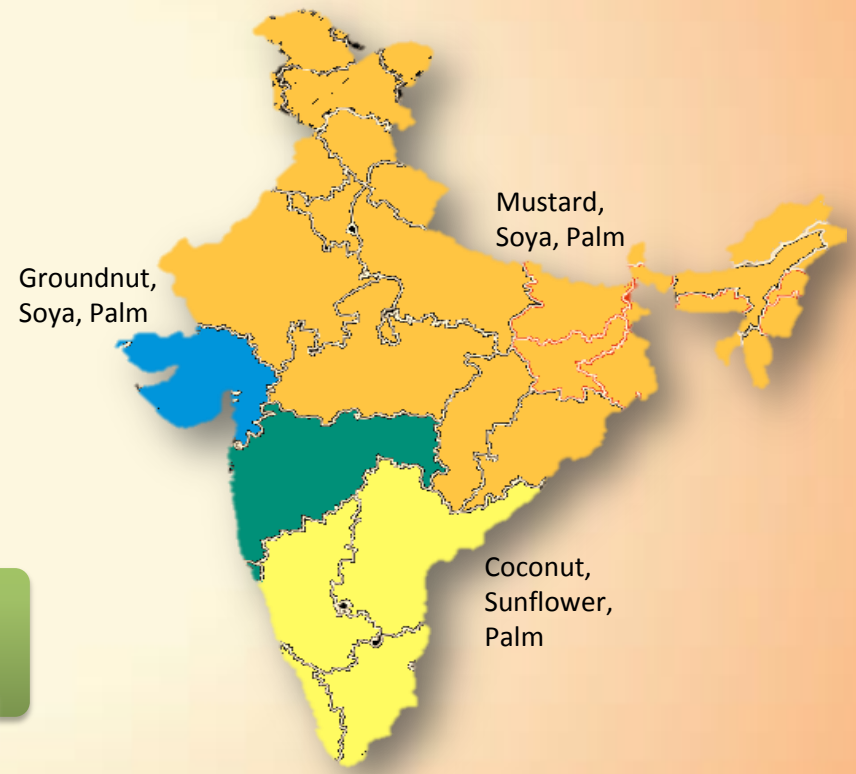 Mustard,
Soya, Palm
Groundnut,
Soya, Palm
Coconut,
Sunflower,
Palm